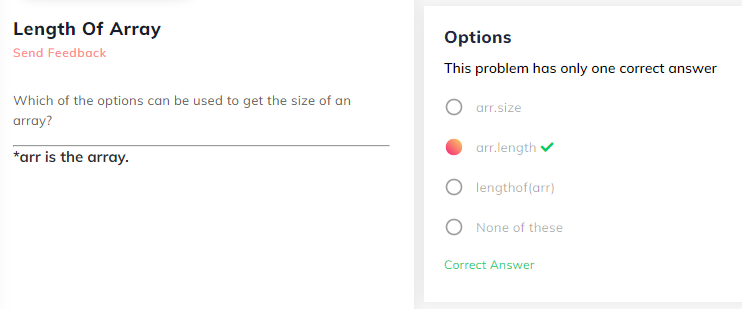 Length Of Array
Send Feedback
Which of the options can be used to get the size of an
array?
*arr is the array.
Options
This problem has only one correct answer
arr.size
arr.length
lengthof(arr)
None of these
Correct Answer